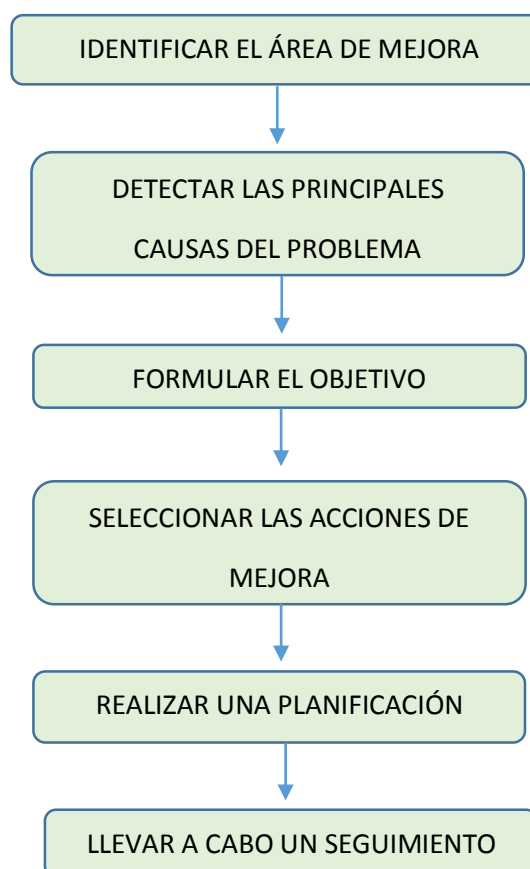 IDENTIFICAR EL ÁREA DE MEJORA
DETECTAR LAS PRINCIPALES
CAUSAS DEL PROBLEMA
FORMULAR EL OBJETIVO
SELECCIONAR LAS ACCIONES DE
MEJORA
REALIZAR UNA PLANIFICACIÓN
LLEVAR A CABO UN SEGUIMIENTO